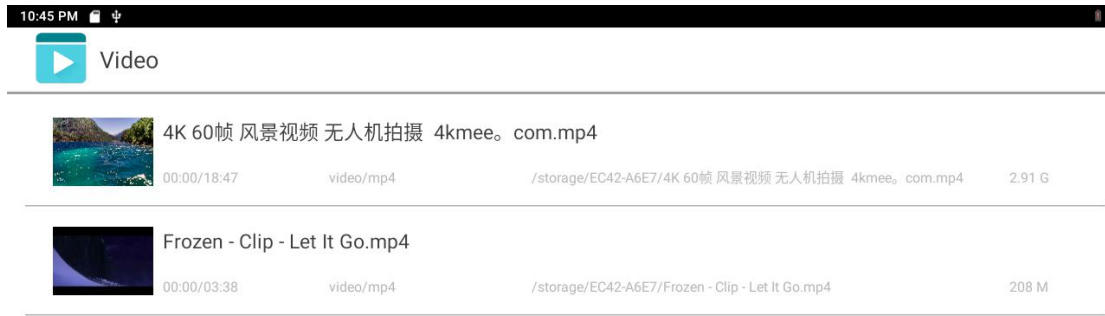 10:45 PM
Video
4K 60帧 风景视频 无人机拍摄  4kmee。com.mp4
00:00/18:47 video/mp4 /storage/EC42-A6E7/4K 60帧 风景视频 无人机拍摄  4kmee。com.mp4 2.91 G
Frozen - Clip - Let It Go.mp4
00:00/03:38 video/mp4 /storage/EC42-A6E7/Frozen - Clip - Let It Go.mp4 208 M